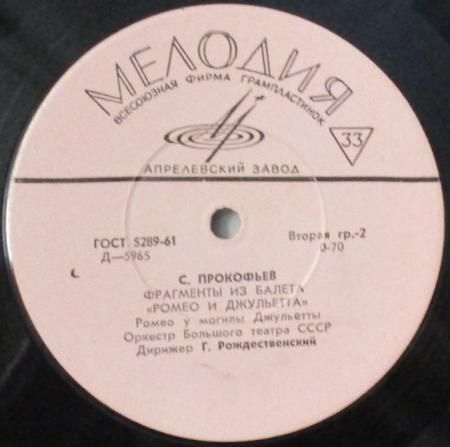 МЕЛОДИЯ
ВСЕСОЮЗНАЯ ФИРМА ГРАМПЛАСТИНОК
33
АПРЕЛЕВСКИЙ ЗАВОД
ГОСТ 5289-61 Вторая гр.-2
Д—5965 0-70
С. ПРОКОФЬЕВ
ФРАГМЕНТЫ ИЗ БАЛЕТА
«РОМЕО И ДЖУЛЬЕТТА»
Ромео у могилы Джульетты
Оркестр Большого театра СССР
Дирижер Г. Рождественский